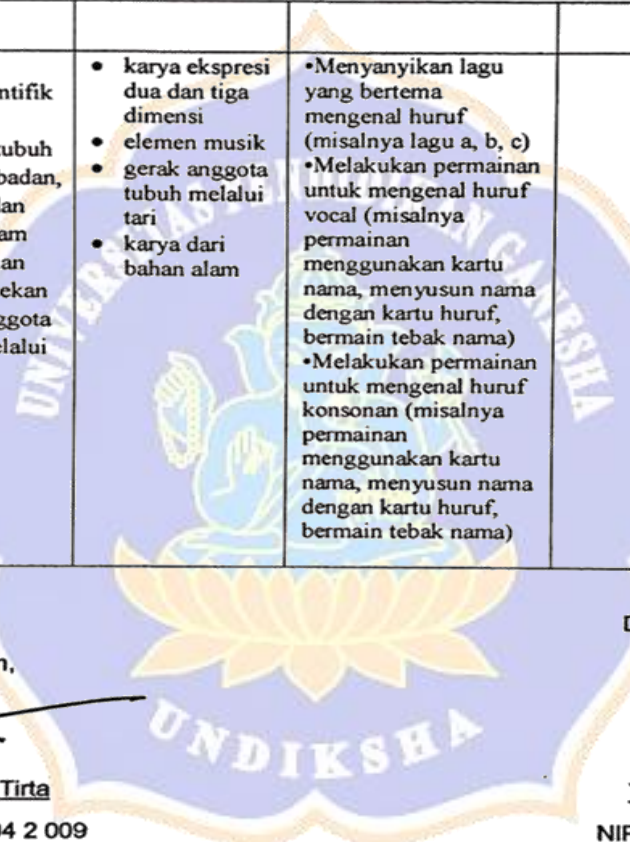 ntifik
tubuh
badan,
dan
am
an
ekan
ggota
elalui
• karya ekspresi
dua dan tiga
dimensi
• elemen musik
• gerak anggota
tubuh melalui
tari
• karya dari
bahan alam
•Menyanyikan lagu
yang bertema
mengenal huruf
(misalnya lagu a, b, c)
•Melakukan permainan
untuk mengenal huruf
vocal (misalnya
permainan
menggunakan kartu
nama, menyusun nama
dengan kartu huruf,
bermain tebak nama)
•Melakukan permainan
untuk mengenal huruf
konsonan (misalnya
permainan
menggunakan kartu
nama, menyusun nama
dengan kartu huruf,
bermain tebak nama)
n,
Tirta
04 2 009
NIP
UNIVERSITAS PENDIDIKAN GANESHA
UNDIKSHA